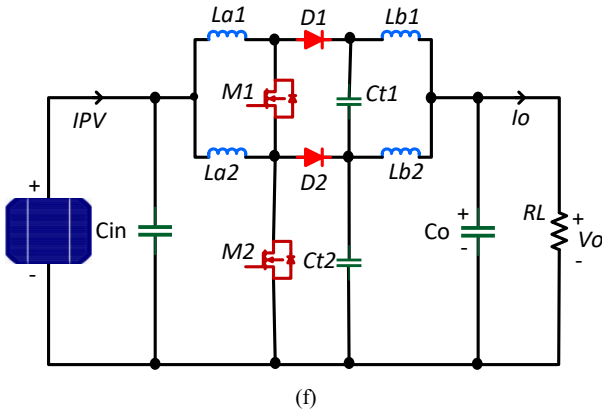 La1 D1 Lb1
M1 Ct1
IPV Io
La2 D2 Lb2
+ RL +
Cin M2 Ct2 Co + - Vo
- -
(f)